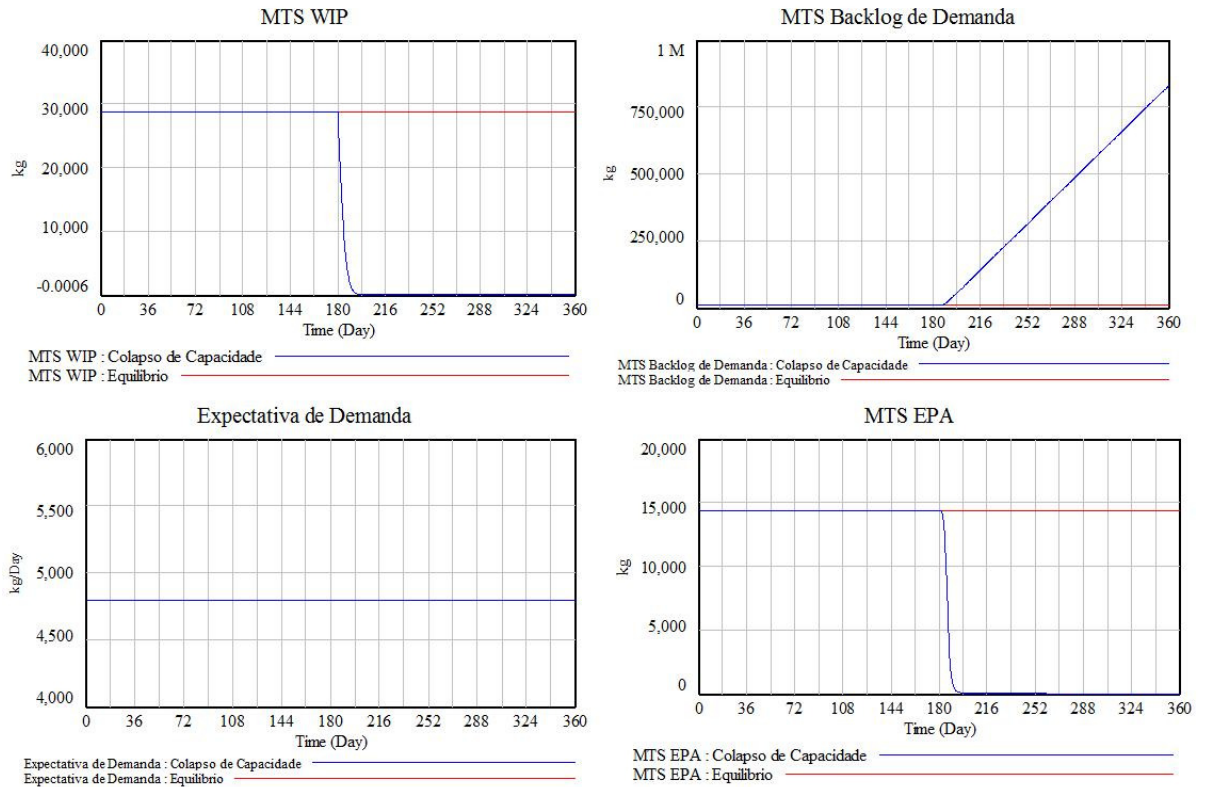 MTS WIP
40,000
30,000
20,000
10,000
-0.0006
kg
0 36 72 108 144 180 216 252 288 324 360
Time (Day)
MTS WIP : Colapso de Capacidade
MTS WIP : Equilíbrio
MTS Backlog de Demanda
1 M
750,000
500,000
250,000
0
kg
0 36 72 108 144 180 216 252 288 324 360
Time (Day)
MTS Backlog de Demanda : Colapso de Capacidade
MTS Backlog de Demanda : Equilíbrio
Expectativa de Demanda
6,000
5,500
5,000
4,500
4,000
kg/Day
0 36 72 108 144 180 216 252 288 324 360
Time (Day)
Expectativa de Demanda : Colapso de Capacidade
Expectativa de Demanda : Equilíbrio
MTS EPA
20,000
15,000
10,000
5,000
0
kg
0 36 72 108 144 180 216 252 288 324 360
Time (Day)
MTS EPA : Colapso de Capacidade
MTS EPA : Equilíbrio